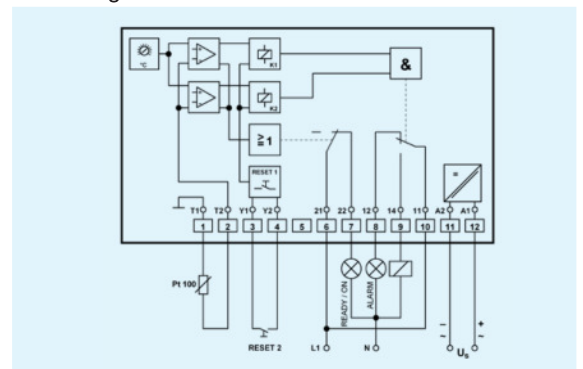 °C
K1
&
K2
≥ 1
RESET 1
=
~
T1 T2 Y1 Y2 21 22 12 14 11 A2 A1
1 2 3 4 5 6 7 8 9 10 11 12
Pt 100
READY / ON
ALARM
RESET 2
L1
N
– +
~ ~
Us